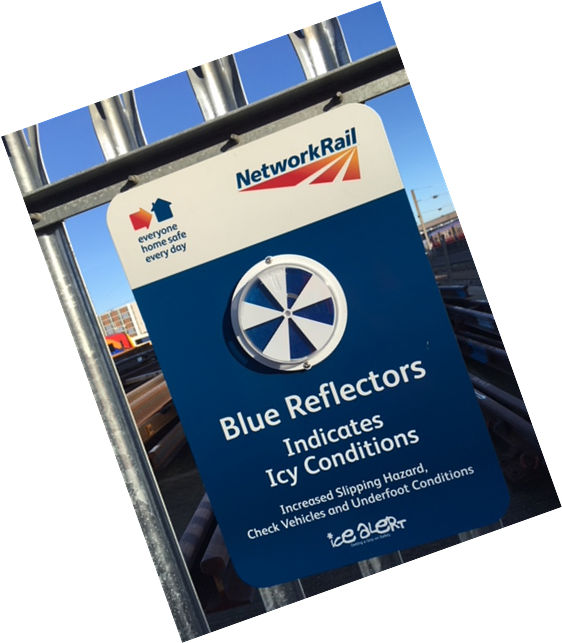 NetworkRail
everyone
home safe
every day
Blue Reflectors
Indicates
Icy Conditions
Increased Slipping Hazard,
Check Vehicles and Underfoot Conditions
ice alert